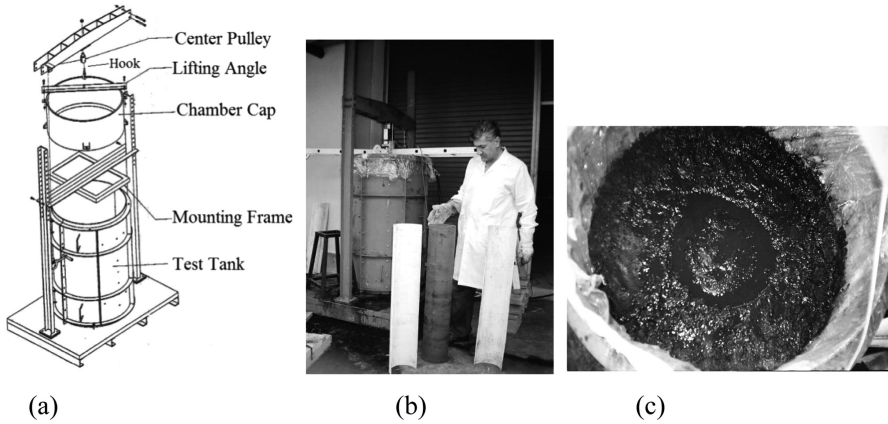 Center Pulley
Hook
Lifting Angle
Chamber Cap
Mounting Frame
Test Tank
(a)
(b)
(c)